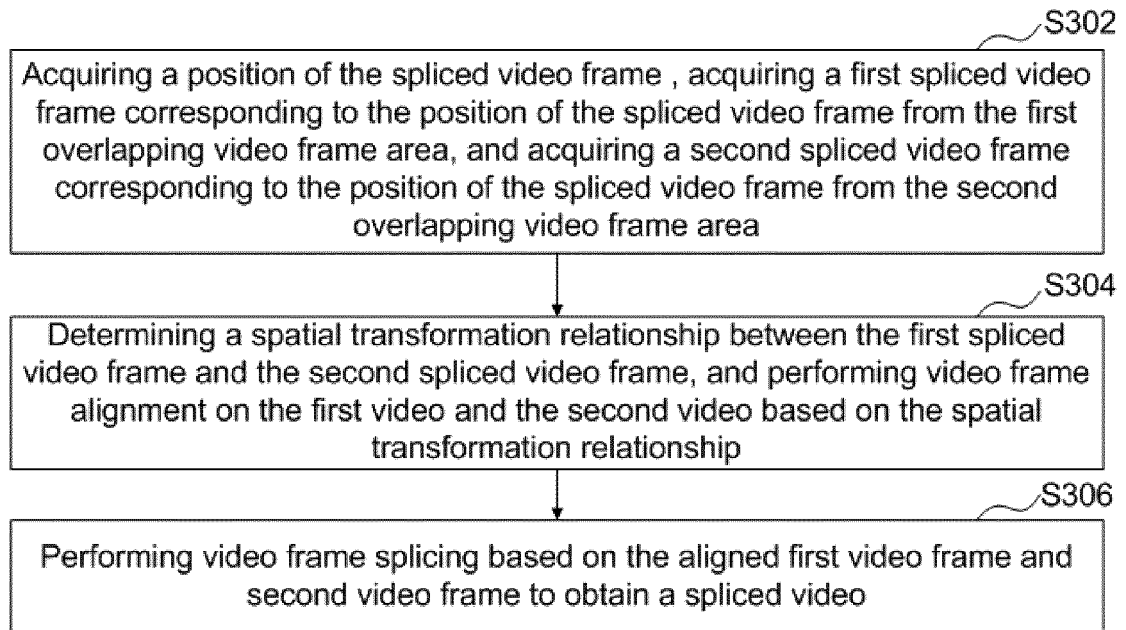 S302
Acquiring a position of the spliced video frame , acquiring a first spliced video
frame corresponding to the position of the spliced video frame from the first
overlapping video frame area, and acquiring a second spliced video frame
corresponding to the position of the spliced video frame from the second
overlapping video frame area
S304
Determining a spatial transformation relationship between the first spliced
video frame and the second spliced video frame, and performing video frame
alignment on the first video and the second video based on the spatial
transformation relationship
S306
Performing video frame splicing based on the aligned first video frame and
second video frame to obtain a spliced video